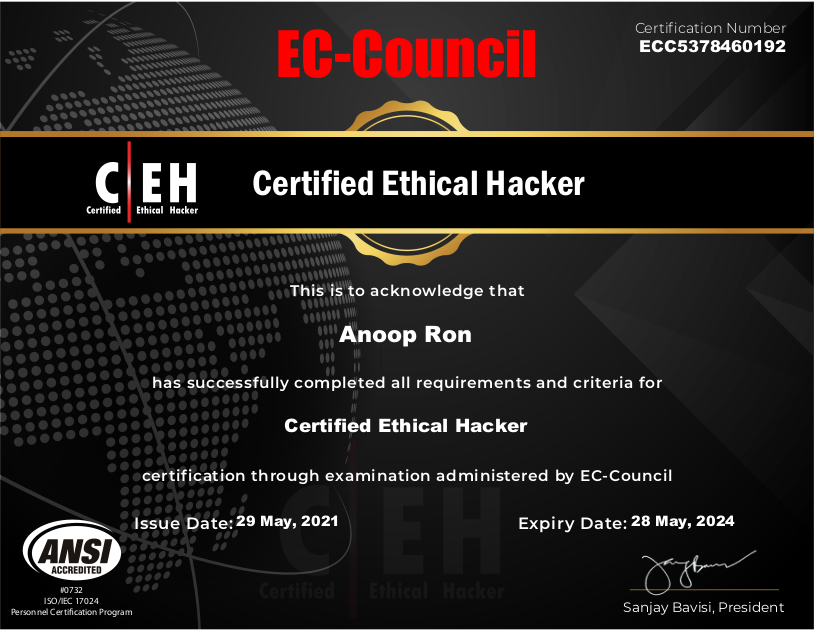 EC-Council
Certification Number
ECC5378460192
C EH
Certified Ethical Hacker
Certified Ethical Hacker
This is to acknowledge that
Anoop Ron
has successfully completed all requirements and criteria for
Certified Ethical Hacker
certification through examination administered by EC-Council
Issue Date: 29 May, 2021 Expiry Date: 28 May, 2024
CEH
Certified Ethical Hacker
ANSI
ACCREDITED
#0732
ISO/IEC 17024
Personnel Certification Program
Sanjay Bavisi, President